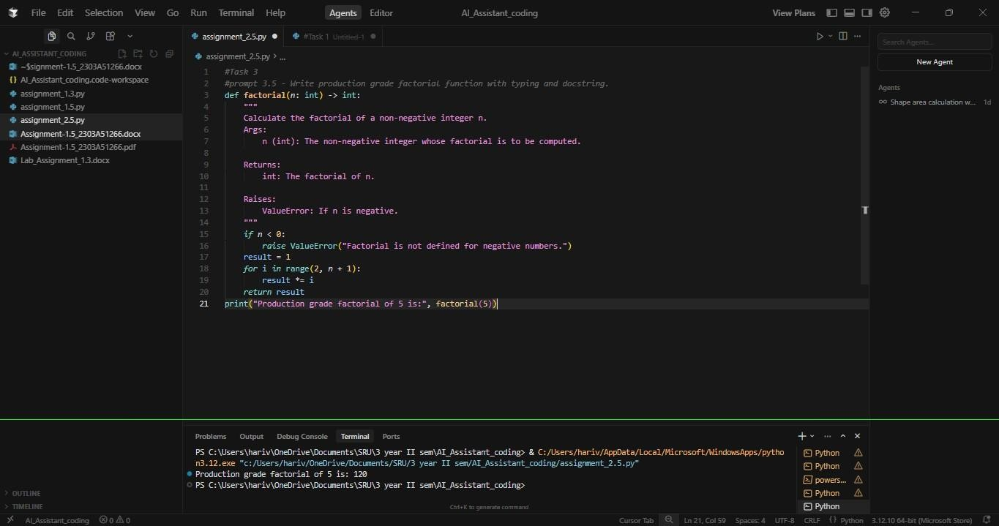 File Edit Selection View Go Run Terminal Help Agents Editor AI_Assistant_coding View Plans
AI_ASSISTANT_CODING
~$signment-1.5_2303A51266.docx
AI_Assistant_coding.code-workspace
assignment_1.3.py
assignment_1.5.py
assignment_2.5.py
Assignment-1.5_2303A51266.docx
Assignment-1.5_2303A51266.pdf
Lab_Assignment_1.3.docx
OUTLINE
TIMELINE
assignment_2.5.py #Task 1 Untitled-1
assignment_2.5.py > ...
1 #Task 3
2 #prompt 3.5 - Write production grade factorial function with typing and docstring.
3 def factorial(n: int) -> int:
4 """
5 Calculate the factorial of a non-negative integer n.
6 Args:
7 n (int): The non-negative integer whose factorial is to be computed.
8
9 Returns:
10 int: The factorial of n.
11
12 Raises:
13 ValueError: If n is negative.
14 """
15 if n < 0:
16 raise ValueError("Factorial is not defined for negative numbers.")
17 result = 1
18 for i in range(2, n + 1):
19 result *= i
20 return result
21 print("Production grade factorial of 5 is:", factorial(5))
Search Agents...
New Agent
Agents
Shape area calculation w... 1d
Problems Output Debug Console Terminal Ports
PS C:\Users\hariv\OneDrive\Documents\SRU\3 year II sem\AI_Assistant_coding> & C:/Users/hariv/AppData/Local/Microsoft/WindowsApps/pytho
n3.12.exe "c:/Users/hariv/OneDrive/Documents/SRU/3 year II sem/AI_Assistant_coding/assignment_2.5.py"
Production grade factorial of 5 is: 120
PS C:\Users\hariv\OneDrive\Documents\SRU\3 year II sem\AI_Assistant_coding>
Ctrl+K to generate command
Python
Python
powers...
Python
Python
AI_Assistant_coding 0 0 Cursor Tab Ln 21, Col 59 Spaces: 4 UTF-8 CRLF {} Python 3.12.10 64-bit (Microsoft Store)